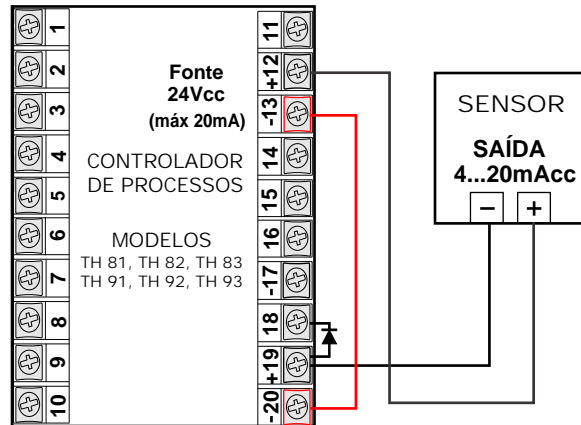 1
2
3
4
5
6
7
8
9
10
Fonte
24Vcc
(máx 20mA)
CONTROLADOR
DE PROCESSOS
MODELOS
TH 81, TH 82, TH 83
TH 91, TH 92, TH 93
11
+12
-13
14
15
16
-17
18
+19
-20
SENSOR
SAÍDA
4...20mAcc
− +